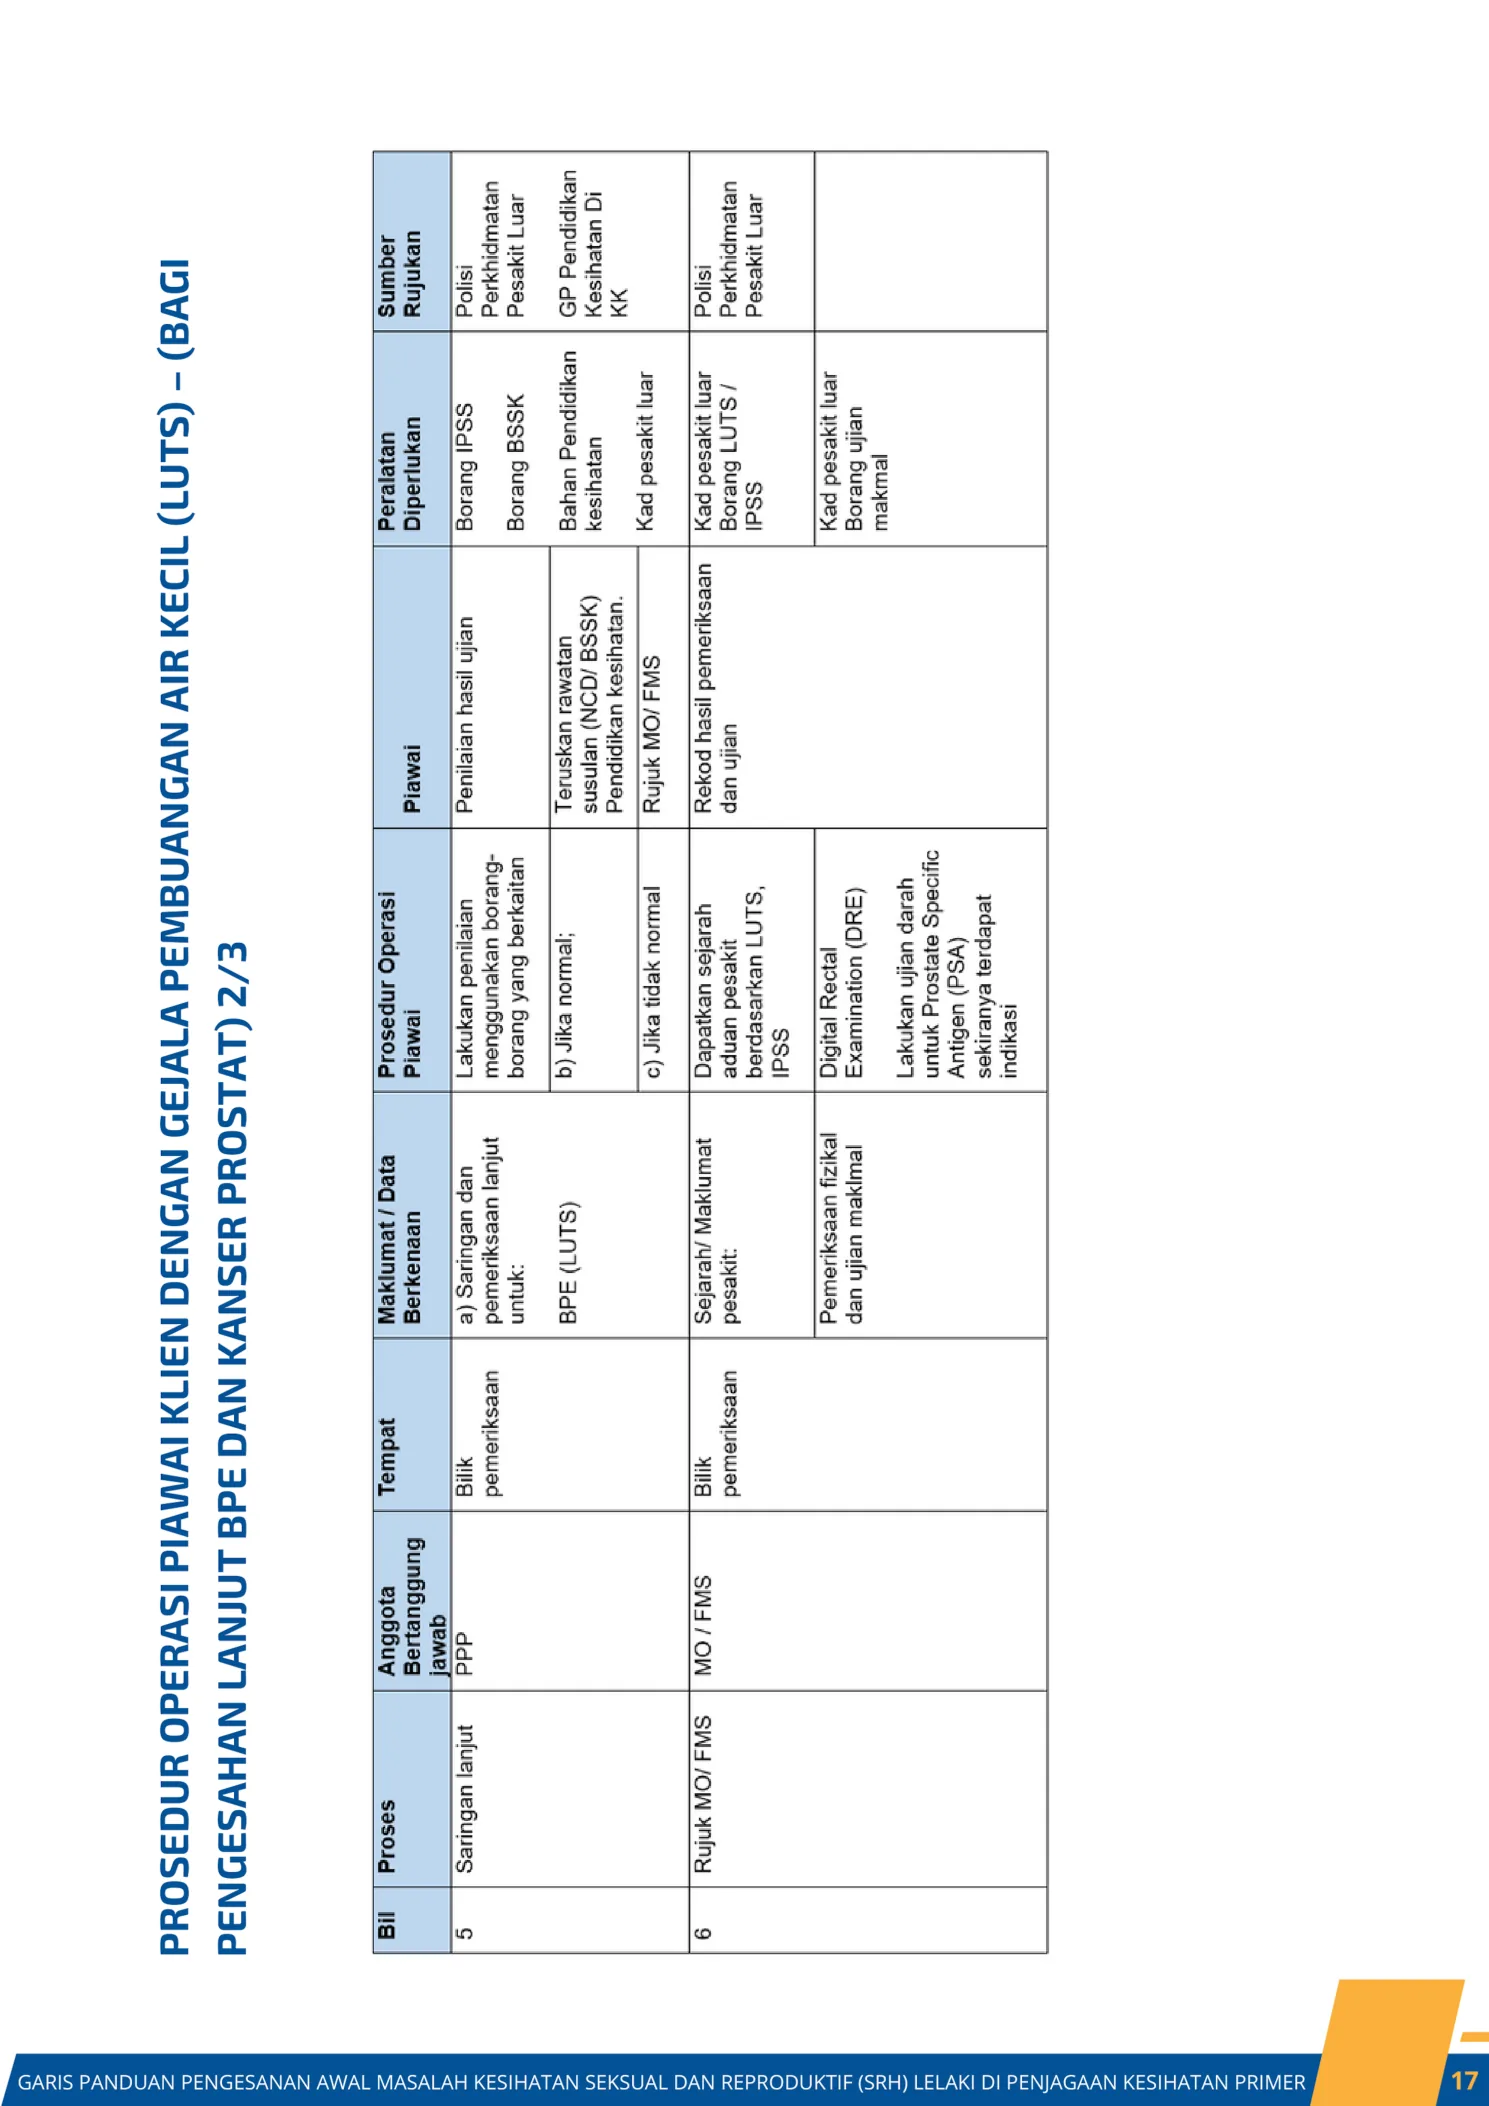 PROSEDUR OPERASI PIAWAI KLIEN DENGAN GEJALA PEMBUANGAN AIR KECIL (LUTS) – (BAGI
PENGESAHAN LANJUT BPE DAN KANSER PROSTAT) 2/3
Bil
Proses
Anggota
Bertanggung
jawab
Tempat
Maklumat / Data
Berkenaan
Prosedur Operasi
Piawai
Piawai
Peralatan
Diperlukan
Sumber
Rujukan
5
Saringan lanjut
PPP
Bilik
pemeriksaan
a) Saringan dan
pemeriksaan lanjut
untuk:
BPE (LUTS)
Lakukan penilaian
menggunakan borang-
borang yang berkaitan
Penilaian hasil ujian
b) Jika normal;
Teruskan rawatan
susulan (NCD/ BSSK)
Pendidikan kesihatan.
c) Jika tidak normal
Rujuk MO/ FMS
Borang IPSS
Borang BSSK
Bahan Pendidikan
kesihatan
Kad pesakit luar
Polisi
Perkhidmatan
Pesakit Luar
GP Pendidikan
Kesihatan Di
KK
6
Rujuk MO/ FMS
MO / FMS
Bilik
pemeriksaan
Sejarah/ Maklumat
pesakit:
Dapatkan sejarah
aduan pesakit
berdasarkan LUTS,
IPSS
Rekod hasil pemeriksaan
dan ujian
Kad pesakit luar
Borang LUTS /
IPSS
Polisi
Perkhidmatan
Pesakit Luar
Pemeriksaan fizikal
dan ujian maklmal
Digital Rectal
Examination (DRE)
Lakukan ujian darah
untuk Prostate Specific
Antigen (PSA)
sekiranya terdapat
indikasi
Kad pesakit luar
Borang ujian
makmal
GARIS PANDUAN PENGESANAN AWAL MASALAH KESIHATAN SEKSUAL DAN REPRODUKTIF (SRH) LELAKI DI PENJAGAAN KESIHATAN PRIMER
17